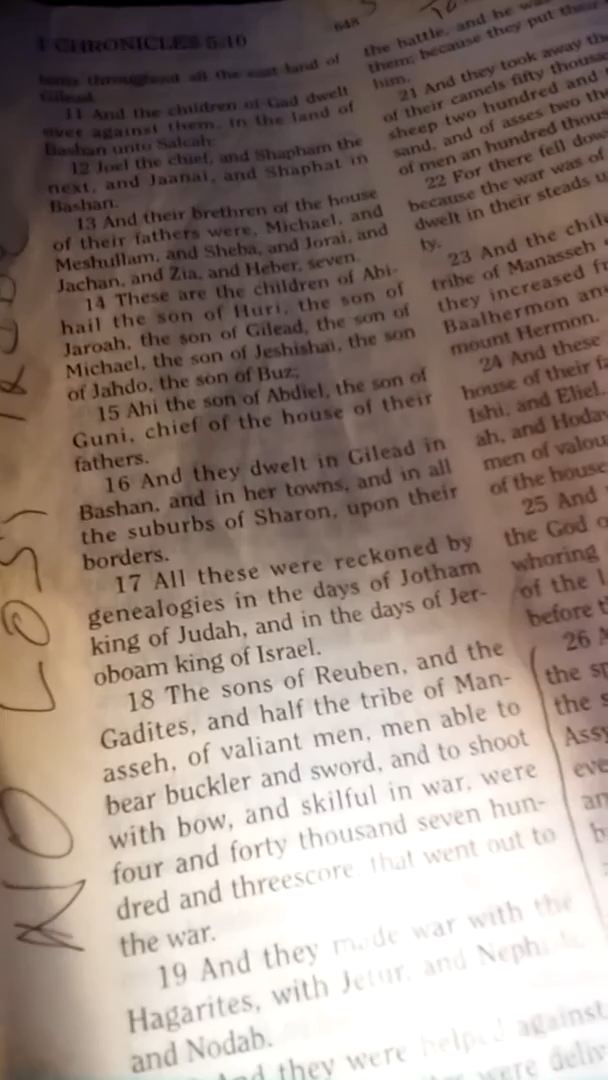 1 CHRONICLES 5:10
648
throughout all the east land of
Gilead.
11 And the children of Gad dwelt
over against them, in the land of
Bashan unto Salcah:
12 Joel the chief, and Shapham the
next, and Jaanai, and Shaphat in
Bashan.
13 And their brethren of the house
of their fathers were, Michael, and
Meshullam, and Sheba, and Jorai, and
Jachan, and Zia, and Heber, seven.
14 These are the children of Abi-
hail the son of Huri, the son of
Jaroah, the son of Gilead, the son of
Michael, the son of Jeshishai, the son
of Jahdo, the son of Buz;
15 Ahi the son of Abdiel, the son of
Guni, chief of the house of their
fathers.
16 And they dwelt in Gilead in
Bashan, and in her towns, and in all
the suburbs of Sharon, upon their
borders.
17 All these were reckoned by
genealogies in the days of Jotham
king of Judah, and in the days of Jer-
oboam king of Israel.
18 The sons of Reuben, and the
Gadites, and half the tribe of Man-
asseh, of valiant men, men able to
bear buckler and sword, and to shoot
with bow, and skilful in war, were
four and forty thousand seven hun-
dred and threescore, that went out to
the war.
19 And they made war with the
Hagarites, with Jetur, and Neph
and Nodab.
And they were helped against
were deliv
the battle, and he
them; because they put their
him.
21 And they took away
of their camels fifty
sheep two hundred and
sand, and of asses two
of men an hundred
22 For there fell
because the war was of
dwelt in their steads
ty.
23 And the
tribe of Manasseh
they increased
Baalhermon
mount Hermon.
24 And these
house of their
Ishi, and Eliel,
ah, and
men of
of the house
25 And
the God
whoring
of the
before
26
the
the
NO LOST